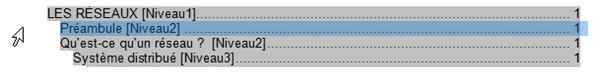 LES RÉSEAUX [Niveau1]............................................................................................ 1
Préambule [Niveau2] ............................................................................................ 1
Qu'est-ce qu'un réseau ?  [Niveau2]................................................................... 1
Système distribué [Niveau3]............................................................................. 1